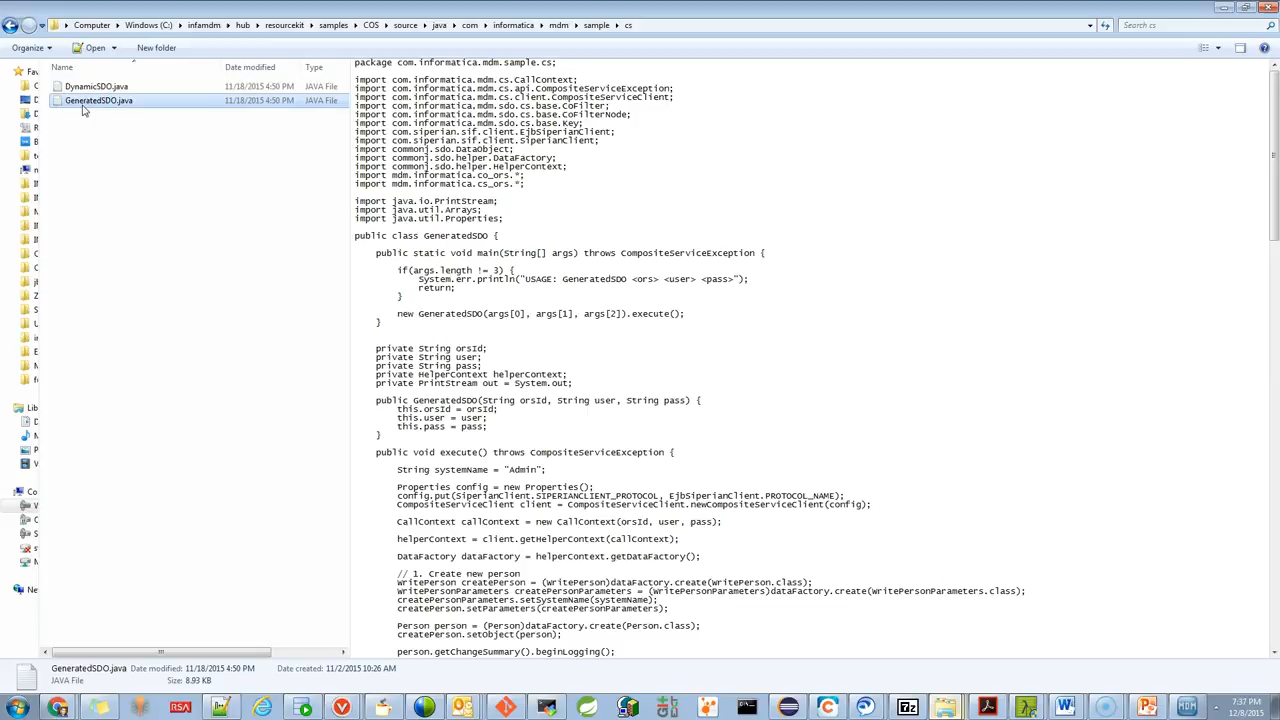 Computer ▸ Windows (C:) ▸ infamdm ▸ hub ▸ resourcekit ▸ samples ▸ COS ▸ source ▸ java ▸ com ▸ informatica ▸ mdm ▸ sample ▸ cs
Search cs
Organize ▾ Open ▾ New folder
Name Date modified Type
DynamicSDO.java 11/18/2015 4:50 PM JAVA File
GeneratedSDO.java 11/18/2015 4:50 PM JAVA File
Fav
Lib
Co
Ne
package com.informatica.mdm.sample.cs;
import com.informatica.mdm.cs.CallContext;
import com.informatica.mdm.cs.api.CompositeServiceException;
import com.informatica.mdm.cs.client.CompositeServiceClient;
import com.informatica.mdm.sdo.cs.base.CoFilter;
import com.informatica.mdm.sdo.cs.base.CoFilterNode;
import com.informatica.mdm.sdo.cs.base.Key;
import com.siperian.sif.client.EjbSiperianClient;
import com.siperian.sif.client.SiperianClient;
import commonj.sdo.DataObject;
import commonj.sdo.helper.DataFactory;
import commonj.sdo.helper.HelperContext;
import mdm.informatica.co_ors.*;
import mdm.informatica.cs_ors.*;
import java.io.PrintStream;
import java.util.Arrays;
import java.util.Properties;
public class GeneratedSDO {
public static void main(String[] args) throws CompositeServiceException {
if(args.length != 3) {
System.err.println("USAGE: GeneratedSDO <ors> <user> <pass>");
return;
}
new GeneratedSDO(args[0], args[1], args[2]).execute();
}
private String orsId;
private String user;
private String pass;
private HelperContext helperContext;
private PrintStream out = System.out;
public GeneratedSDO(String orsId, String user, String pass) {
this.orsId = orsId;
this.user = user;
this.pass = pass;
}
public void execute() throws CompositeServiceException {
String systemName = "Admin";
Properties config = new Properties();
config.put(SiperianClient.SIPERIANCLIENT_PROTOCOL, EjbSiperianClient.PROTOCOL_NAME);
CompositeServiceClient client = CompositeServiceClient.newCompositeServiceClient(config);
CallContext callContext = new CallContext(orsId, user, pass);
helperContext = client.getHelperContext(callContext);
DataFactory dataFactory = helperContext.getDataFactory();
// 1. Create new person
WritePerson createPerson = (WritePerson)dataFactory.create(WritePerson.class);
WritePersonParameters createPersonParameters = (WritePersonParameters)dataFactory.create(WritePersonParameters.class);
createPersonParameters.setSystemName(systemName);
createPerson.setParameters(createPersonParameters);
Person person = (Person)dataFactory.create(Person.class);
createPerson.setObject(person);
person.getChangeSummary().beginLogging();
GeneratedSDO.java Date modified: 11/18/2015 4:50 PM Date created: 11/2/2015 10:26 AM
JAVA File Size: 8.93 KB
RSA
7:37 PM
12/8/2015